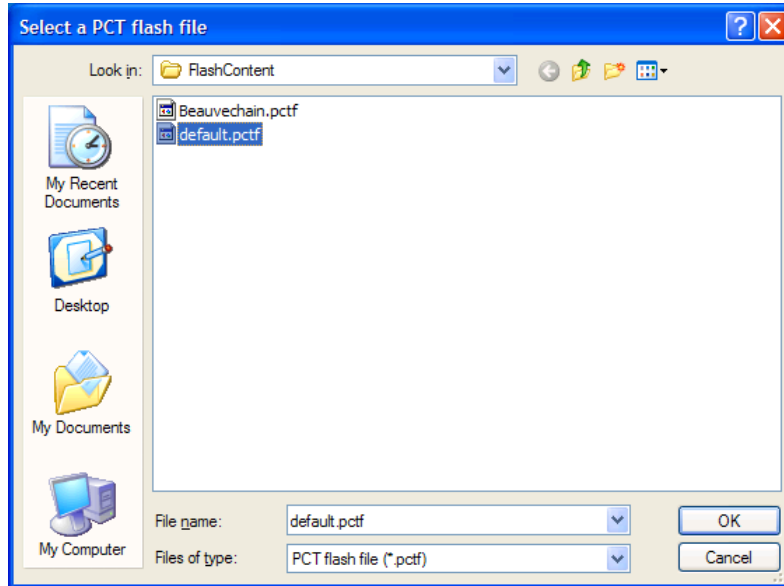 Select a PCT flash file
Look in: FlashContent
Beauvechain.pctf
default.pctf
My Recent
Documents
Desktop
My Documents
My Computer
File name: default.pctf OK
Files of type: PCT flash file (*.pctf) Cancel